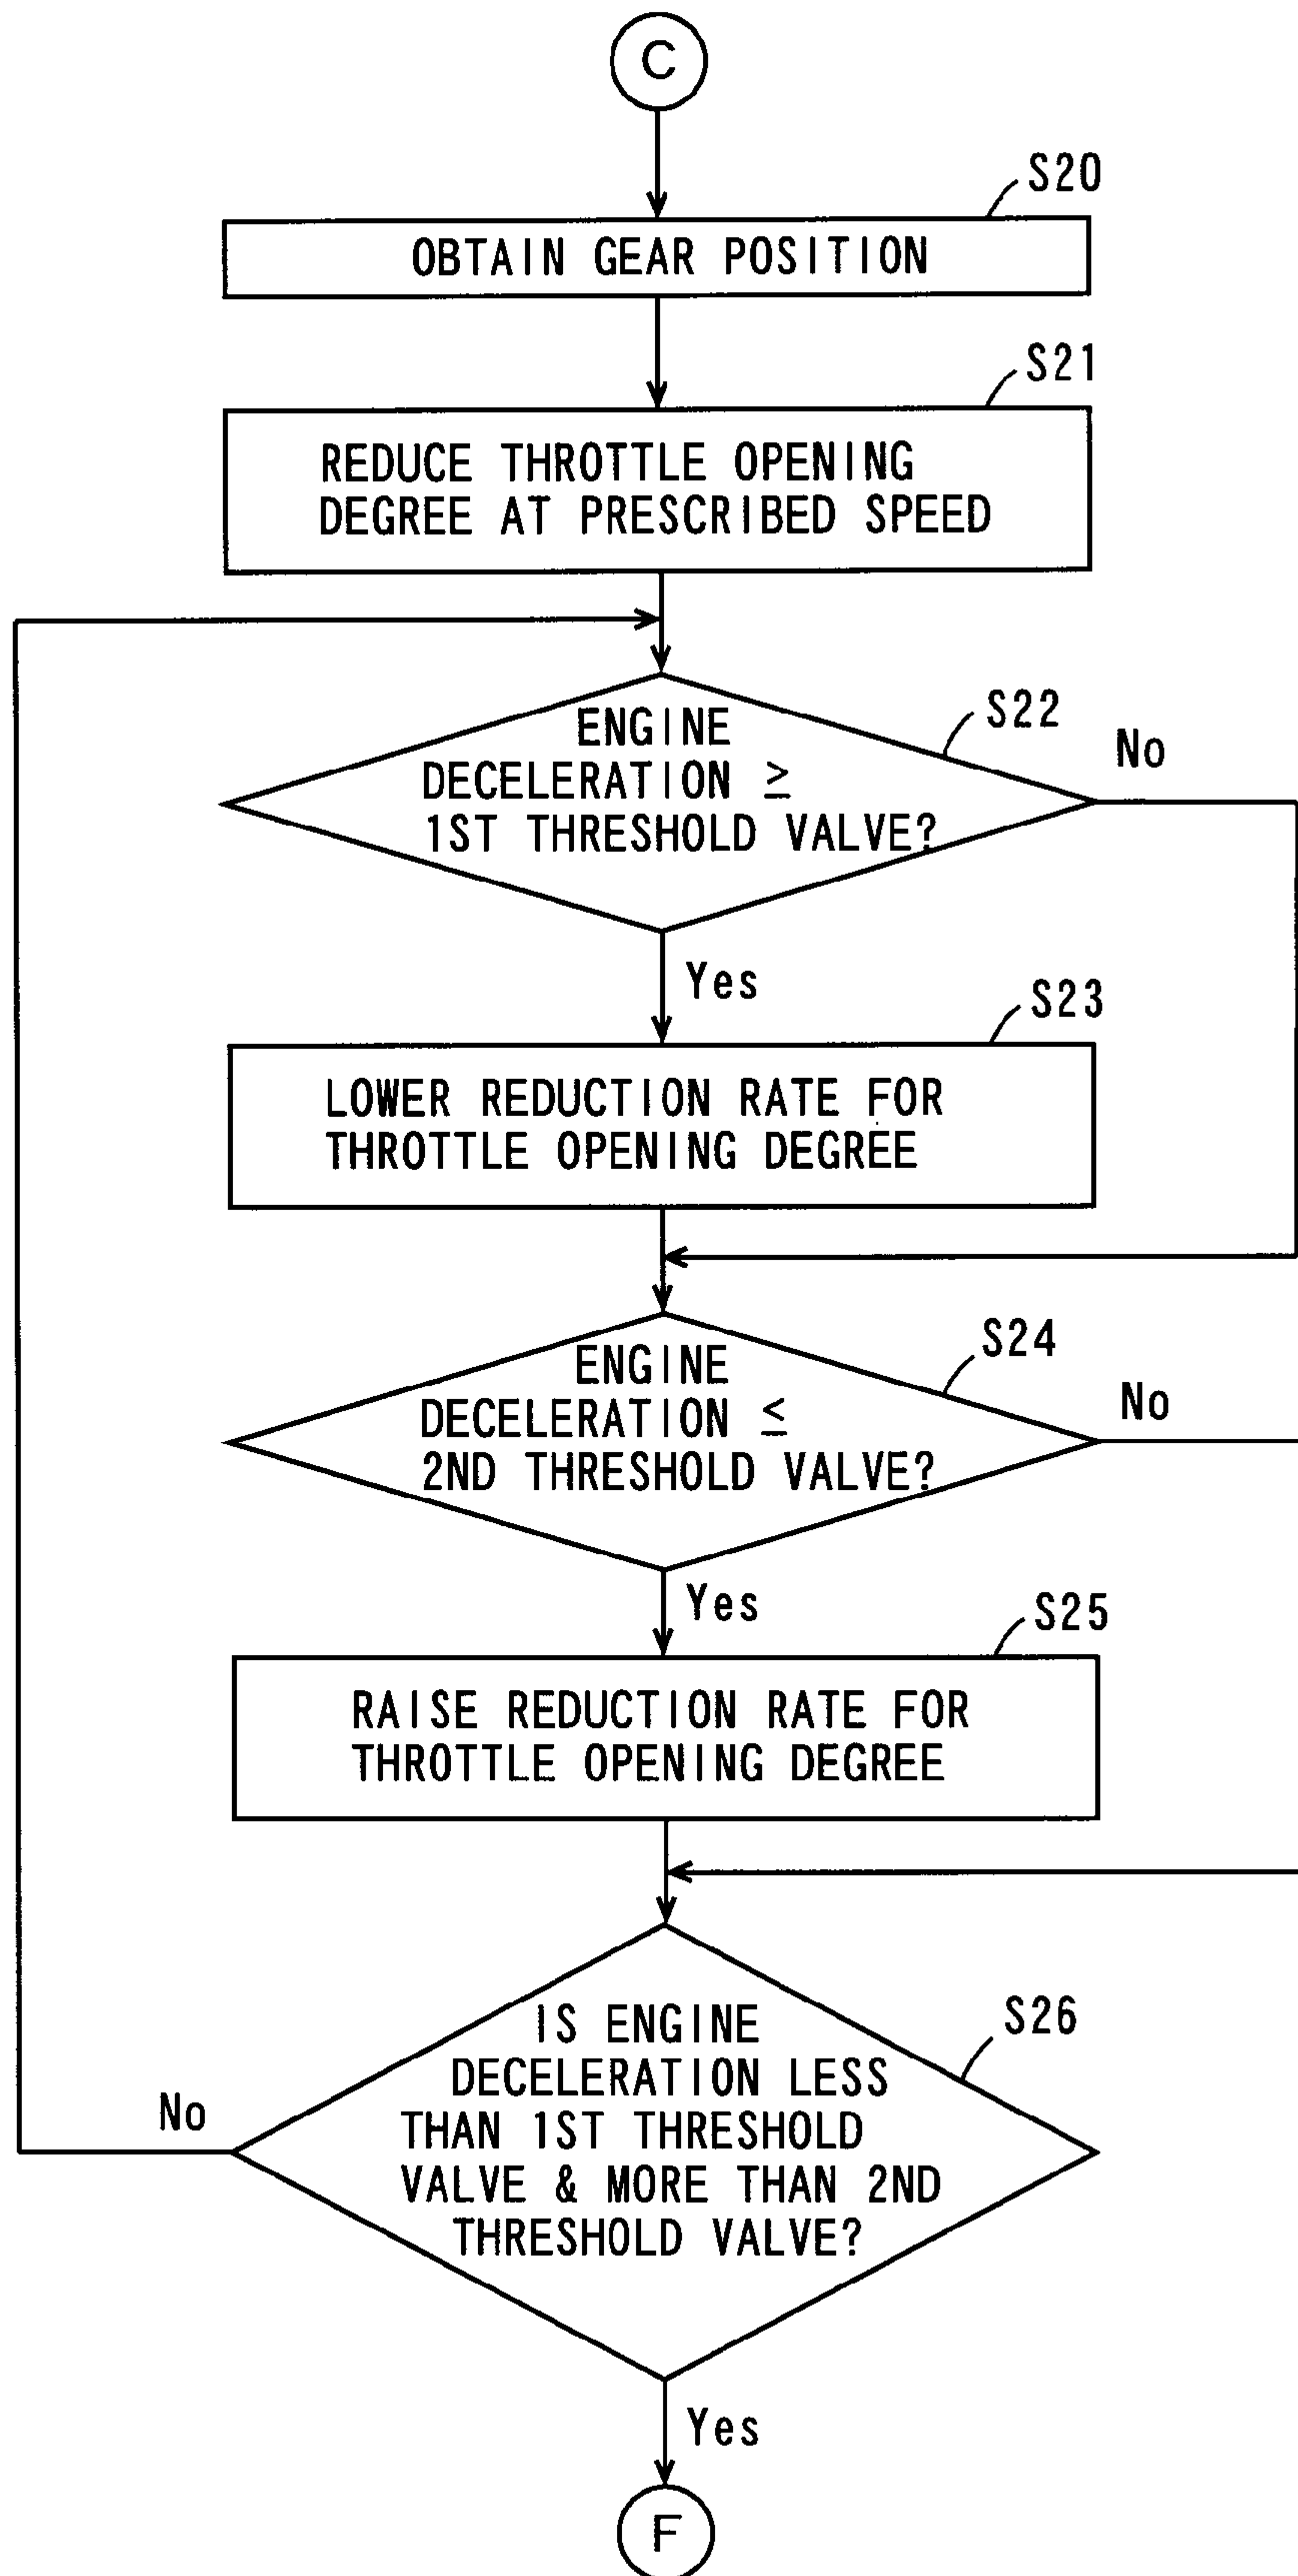 C
S20
OBTAIN GEAR POSITION
S21
REDUCE THROTTLE OPENING
DEGREE AT PRESCRIBED SPEED
S22
No
ENGINE
DECELERATION ≥
1ST THRESHOLD VALVE?
Yes
S23
LOWER REDUCTION RATE FOR
THROTTLE OPENING DEGREE
S24
No
ENGINE
DECELERATION ≤
2ND THRESHOLD VALVE?
Yes
S25
RAISE REDUCTION RATE FOR
THROTTLE OPENING DEGREE
S26
No
IS ENGINE
DECELERATION LESS
THAN 1ST THRESHOLD
VALVE & MORE THAN 2ND
THRESHOLD VALVE?
Yes
F